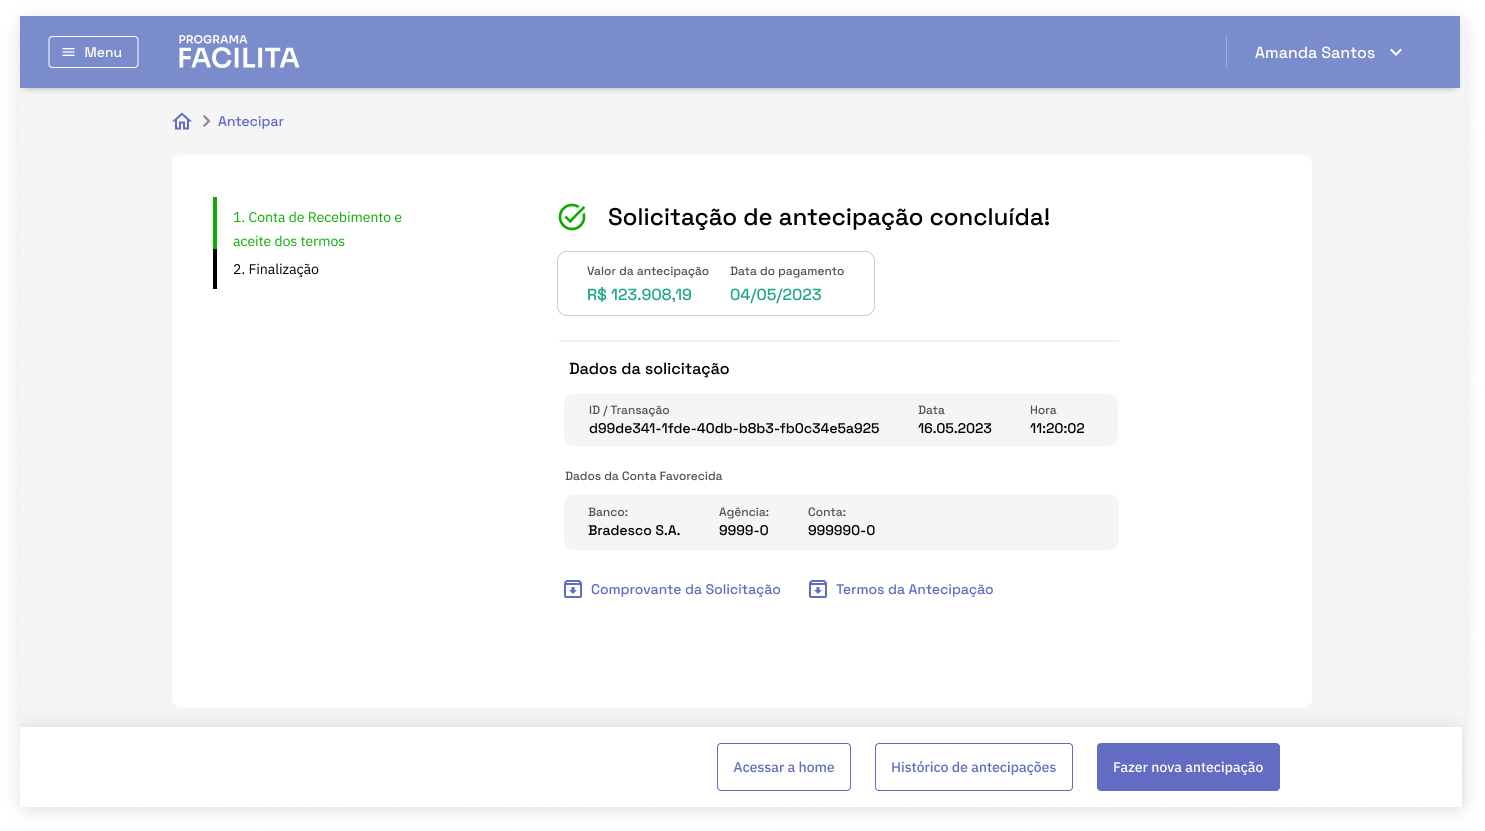 Menu
PROGRAMA
FACILITA
Amanda Santos
Antecipar
1. Conta de Recebimento e
aceite dos termos
2. Finalização
Solicitação de antecipação concluída!
Valor da antecipação Data do pagamento
R$ 123.908,19 04/05/2023
Dados da solicitação
ID / Transação Data Hora
d99de341-1fde-40db-b8b3-fb0c34e5a925 16.05.2023 11:20:02
Dados da Conta Favorecida
Banco: Agência: Conta:
Bradesco S.A. 9999-0 999990-0
Comprovante da Solicitação Termos da Antecipação
Acessar a home Histórico de antecipações Fazer nova antecipação